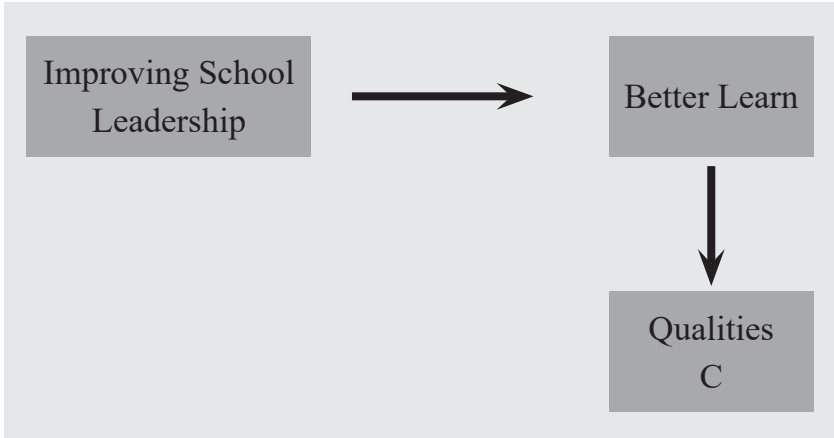 Improving School
Leadership
Better Learn
Qualities
C